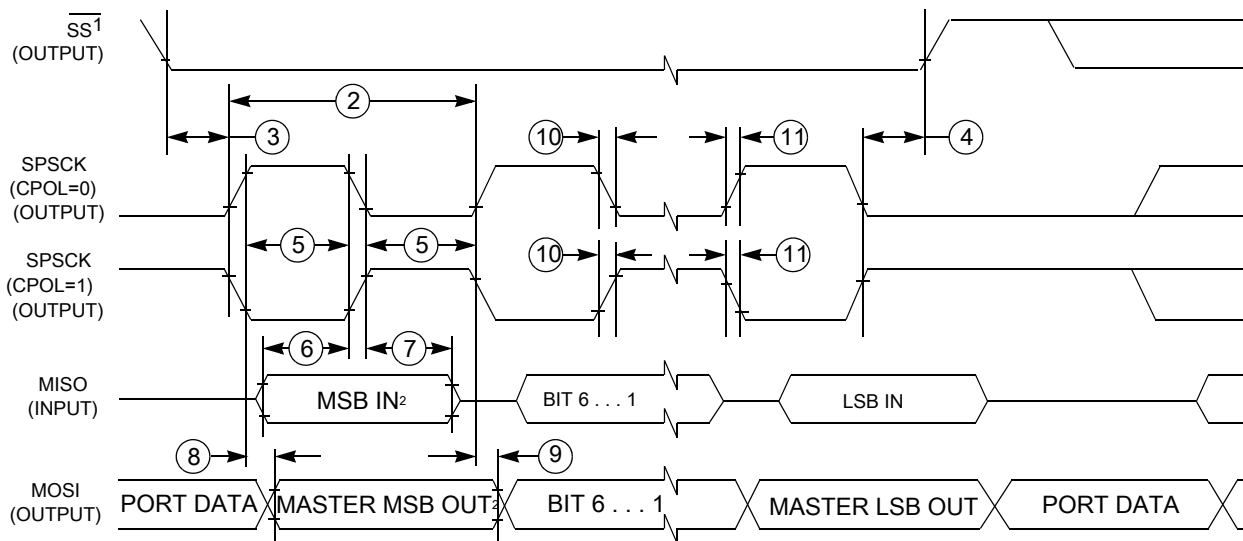 SS1
(OUTPUT)
2
3
10
11
4
SPSCK
(CPOL=0)
(OUTPUT)
5
5
SPSCK
(CPOL=1)
(OUTPUT)
10
11
6
7
MISO
(INPUT)
MSB IN2
BIT 6 . . . 1
LSB IN
8
9
MOSI
(OUTPUT)
PORT DATA
MASTER MSB OUT2
BIT 6 . . . 1
MASTER LSB OUT
PORT DATA